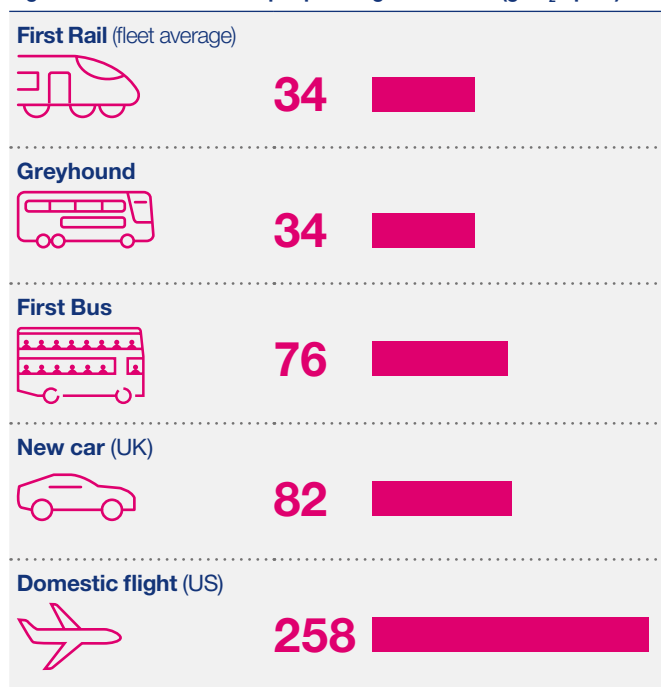 First Rail (fleet average)
34
Greyhound
34
First Bus
76
New car (UK)
82
Domestic flight (US)
258